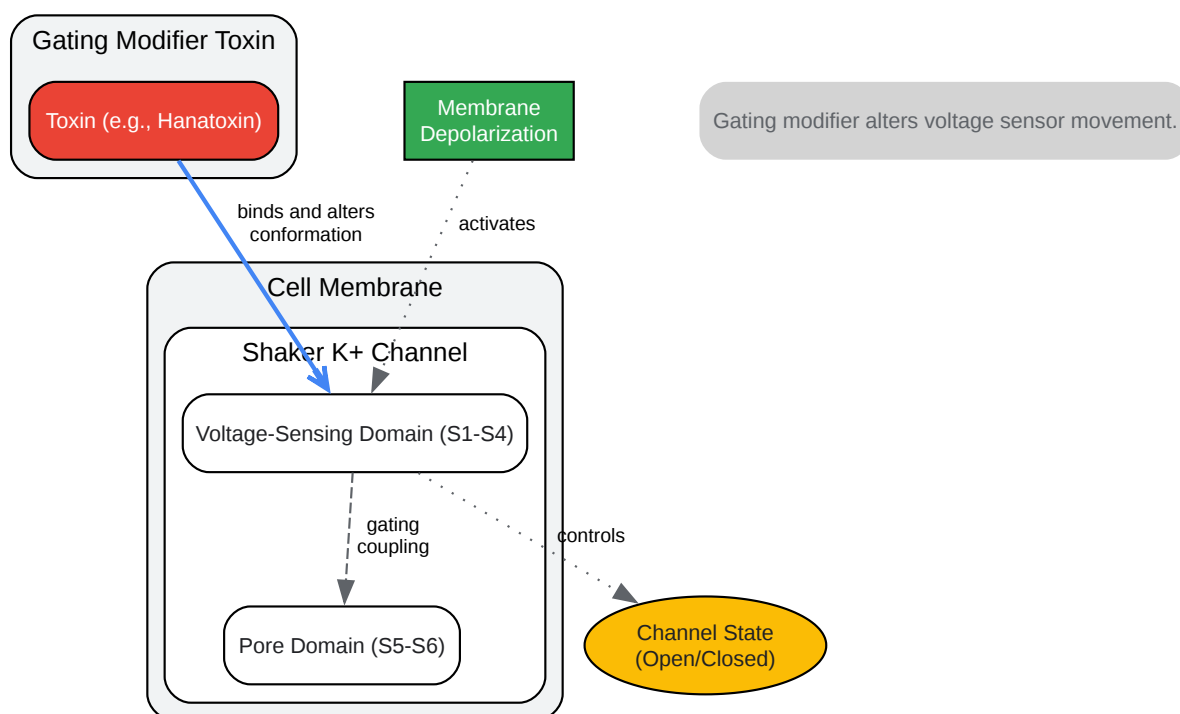 Gating Modifier Toxin
Toxin (e.g., Hanatoxin)
Membrane
Depolarization
Gating modifier alters voltage sensor movement.
binds and alters
conformation
activates
Cell Membrane
Shaker K+ Channel
Voltage-Sensing Domain (S1-S4)
gating
coupling
controls
Pore Domain (S5-S6)
Channel State
(Open/Closed)